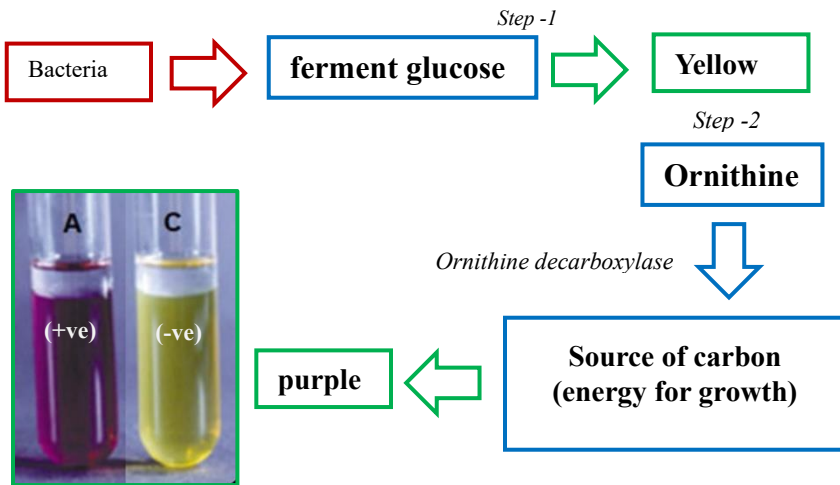 Step -1
Bacteria
ferment glucose
Yellow
Step -2
Ornithine
Ornithine decarboxylase
Source of carbon
(energy for growth)
purple
A
C
(+ve)
(-ve)